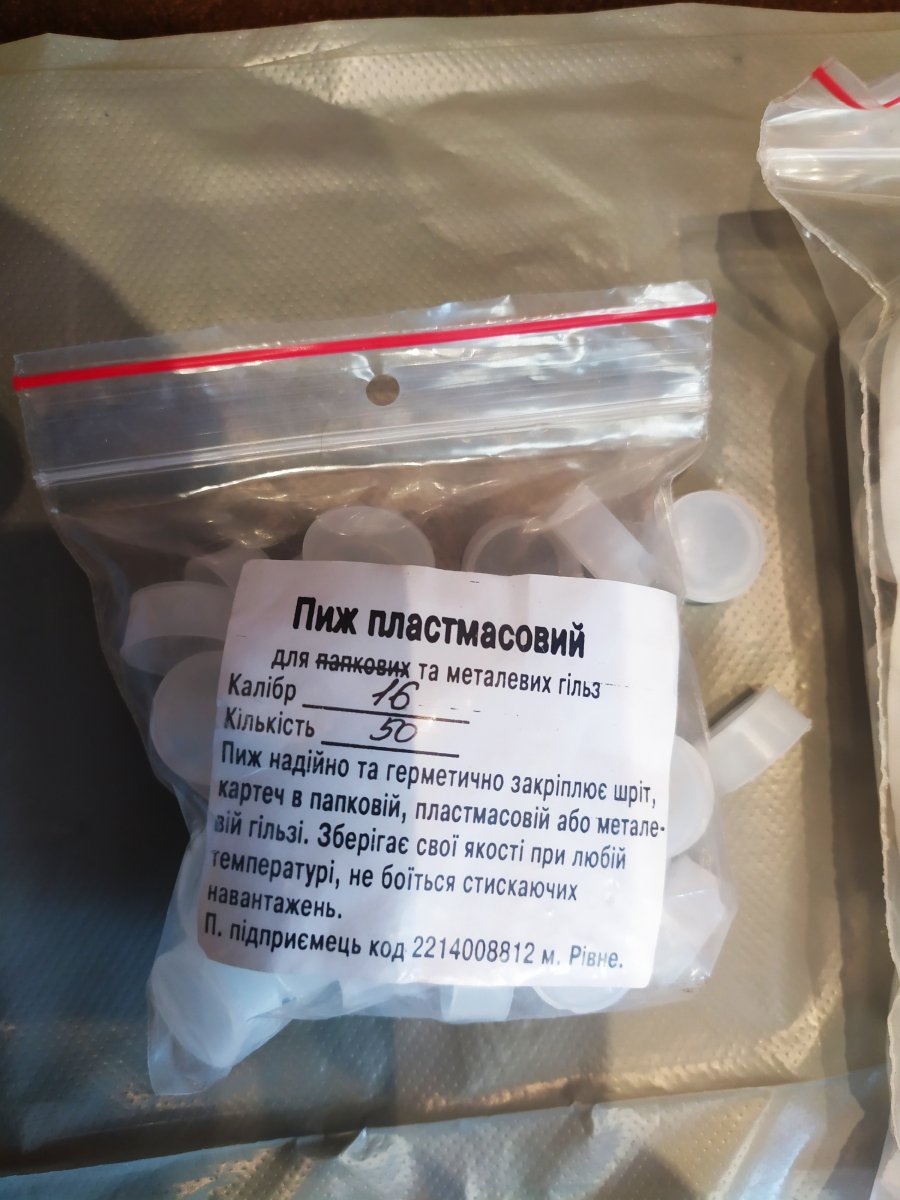 Пиж пластмасовий
для папкових та металевих гільз
Калібр 16
Кількість 50
Пиж надійно та герметично закріплює шріт,
картеч в папковій, пластмасовій або метале-
вій гільзі. Зберігає свої якості при любій
температурі, не боїться стискаючих
навантажень.
П. підприємець код 2214008812 м. Рівне.